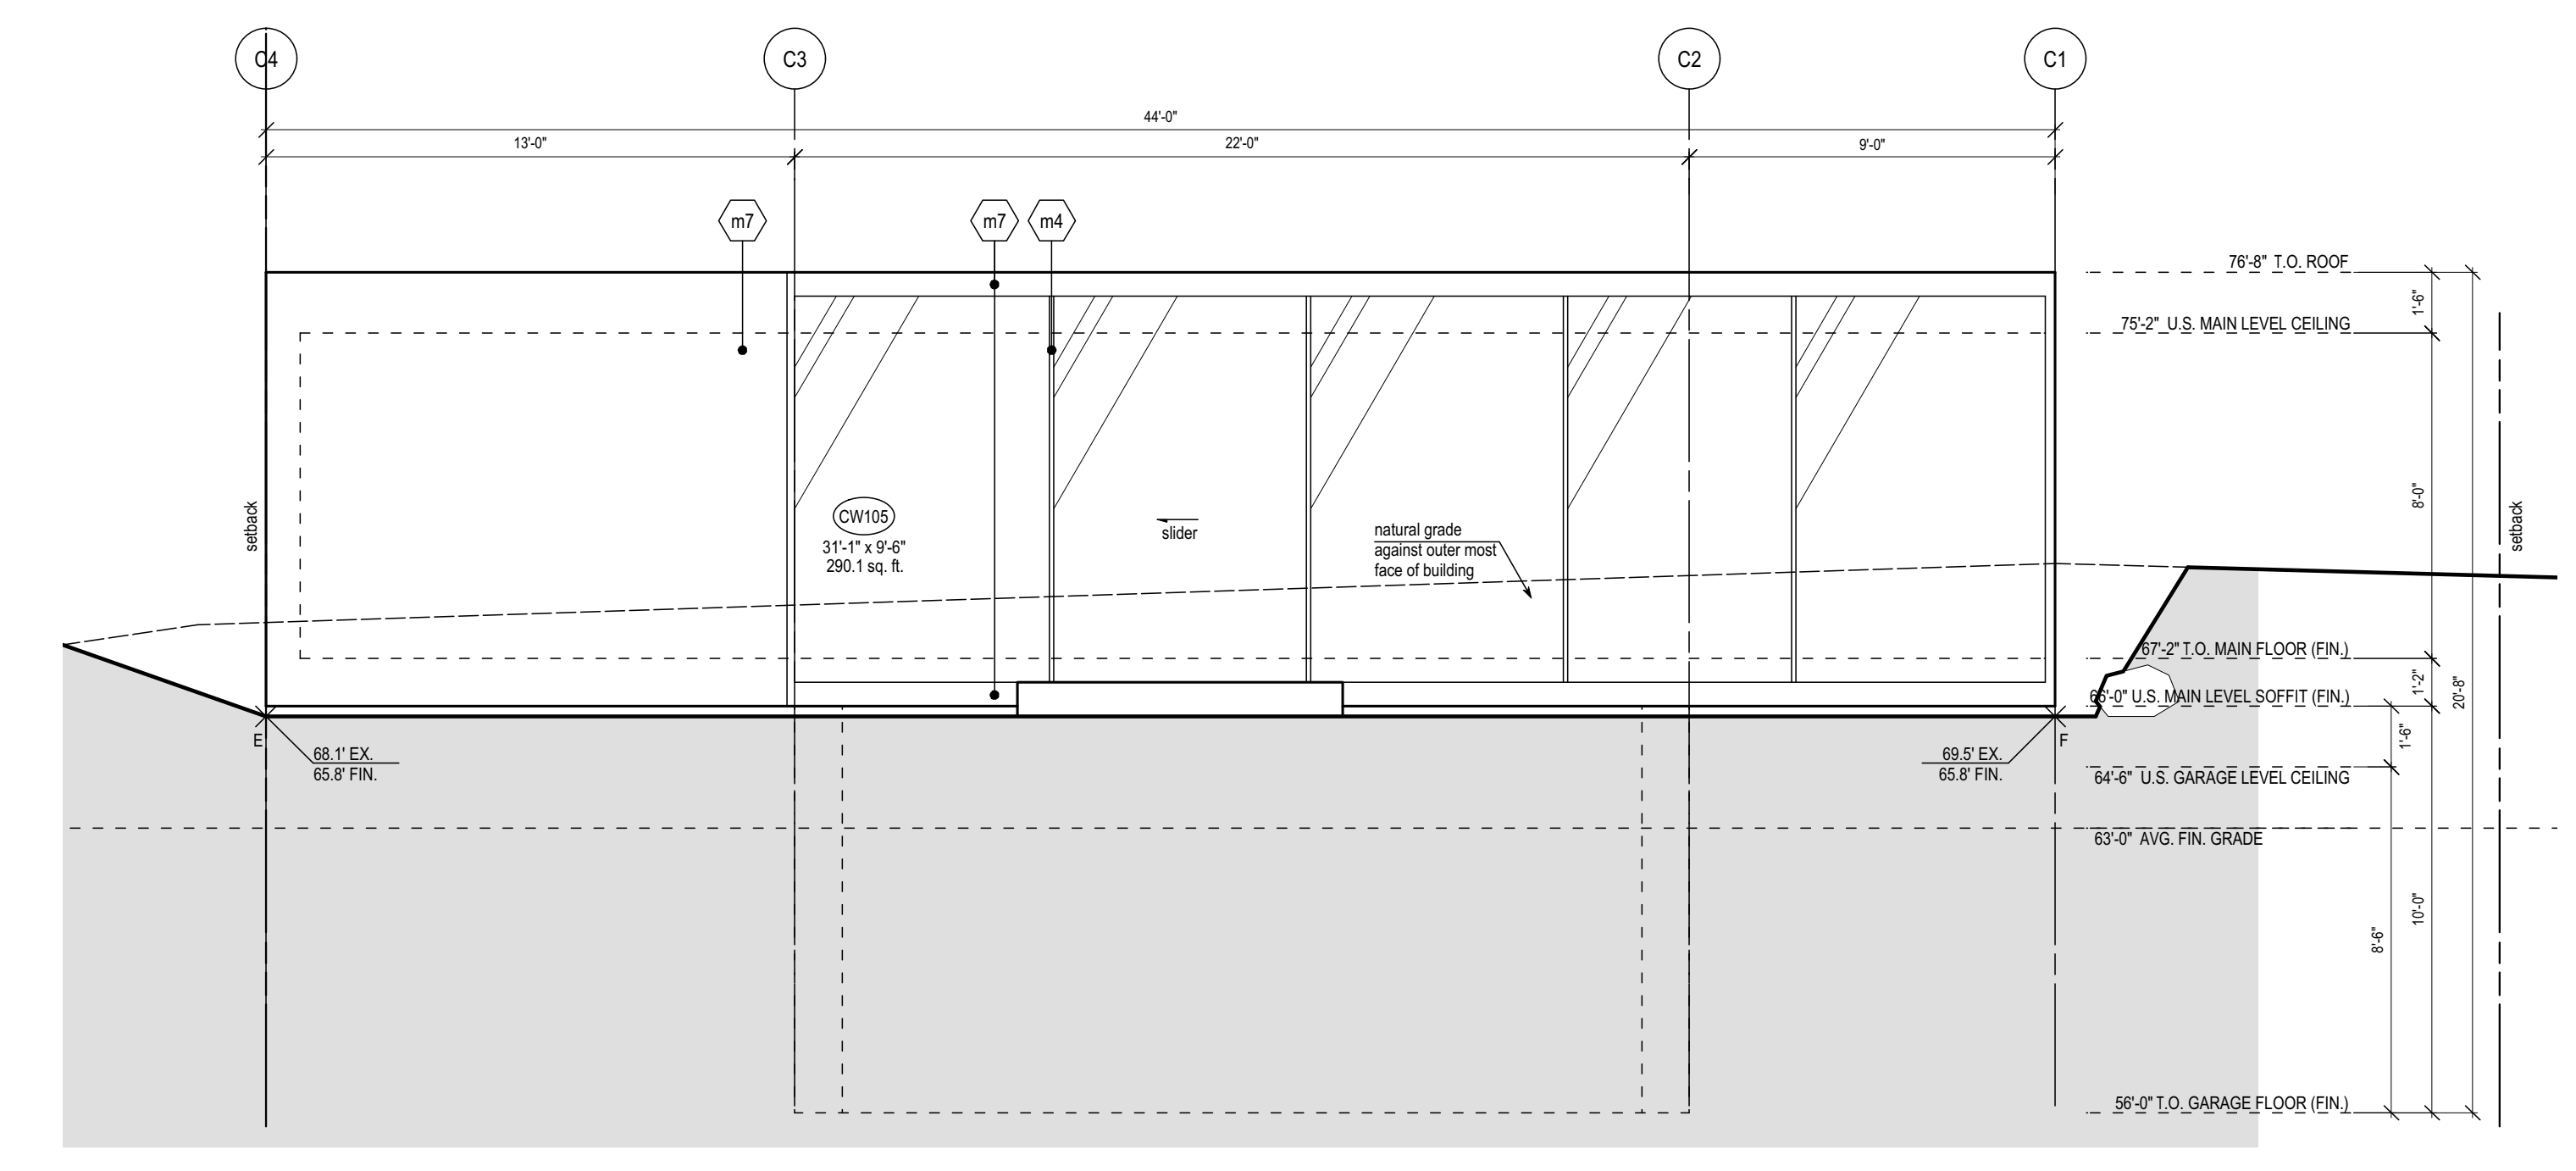 C4
C3
C2
C1
44'-0"
13'-0"
22'-0"
9'-0"
m7
m7
m4
76'-8" T.O. ROOF
1'-6"
75'-2" U.S. MAIN LEVEL CEILING
8'-0"
setback
setback
CW105
31'-1" x 9'-6"
290.1 sq. ft.
slider
natural grade
against outer most
face of building
67'-2" T.O. MAIN FLOOR (FIN.)
1'-2"
20'-8"
66'-0" U.S. MAIN LEVEL SOFFIT (FIN.)
E
68.1' EX.
65.8' FIN.
F
69.5' EX.
65.8' FIN.
1'-6"
64'-6" U.S. GARAGE LEVEL CEILING
63'-0" AVG. FIN. GRADE
10'-0"
8'-6"
56'-0" T.O. GARAGE FLOOR (FIN.)